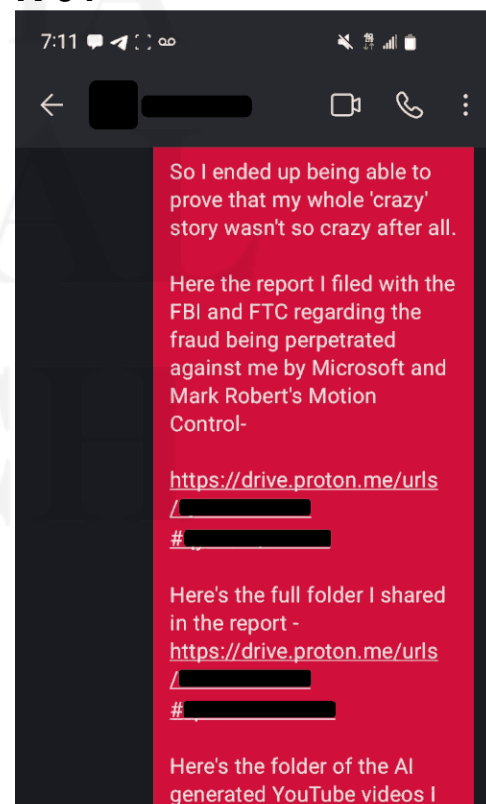 7:11
So I ended up being able to
prove that my whole 'crazy'
story wasn't so crazy after all.
Here the report I filed with the
FBI and FTC regarding the
fraud being perpetrated
against me by Microsoft and
Mark Robert's Motion
Control-
https://drive.proton.me/urls
/
#
Here's the full folder I shared
in the report -
https://drive.proton.me/urls
/
#
Here's the folder of the AI
generated YouTube videos I